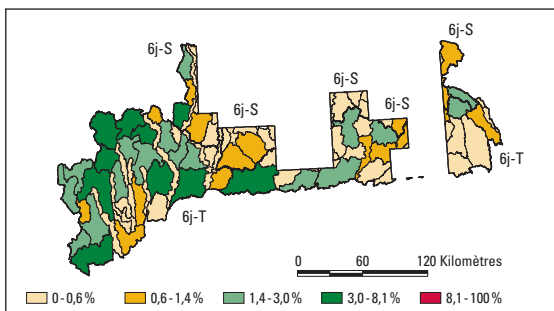 6j-S
6j-S
6j-S
6j-S
6j-S
6j-T
6j-T
0 60 120 Kilomètres
0 - 0,6 % 0,6 - 1,4 % 1,4 - 3,0 % 3,0 - 8,1 % 8,1 - 100 %